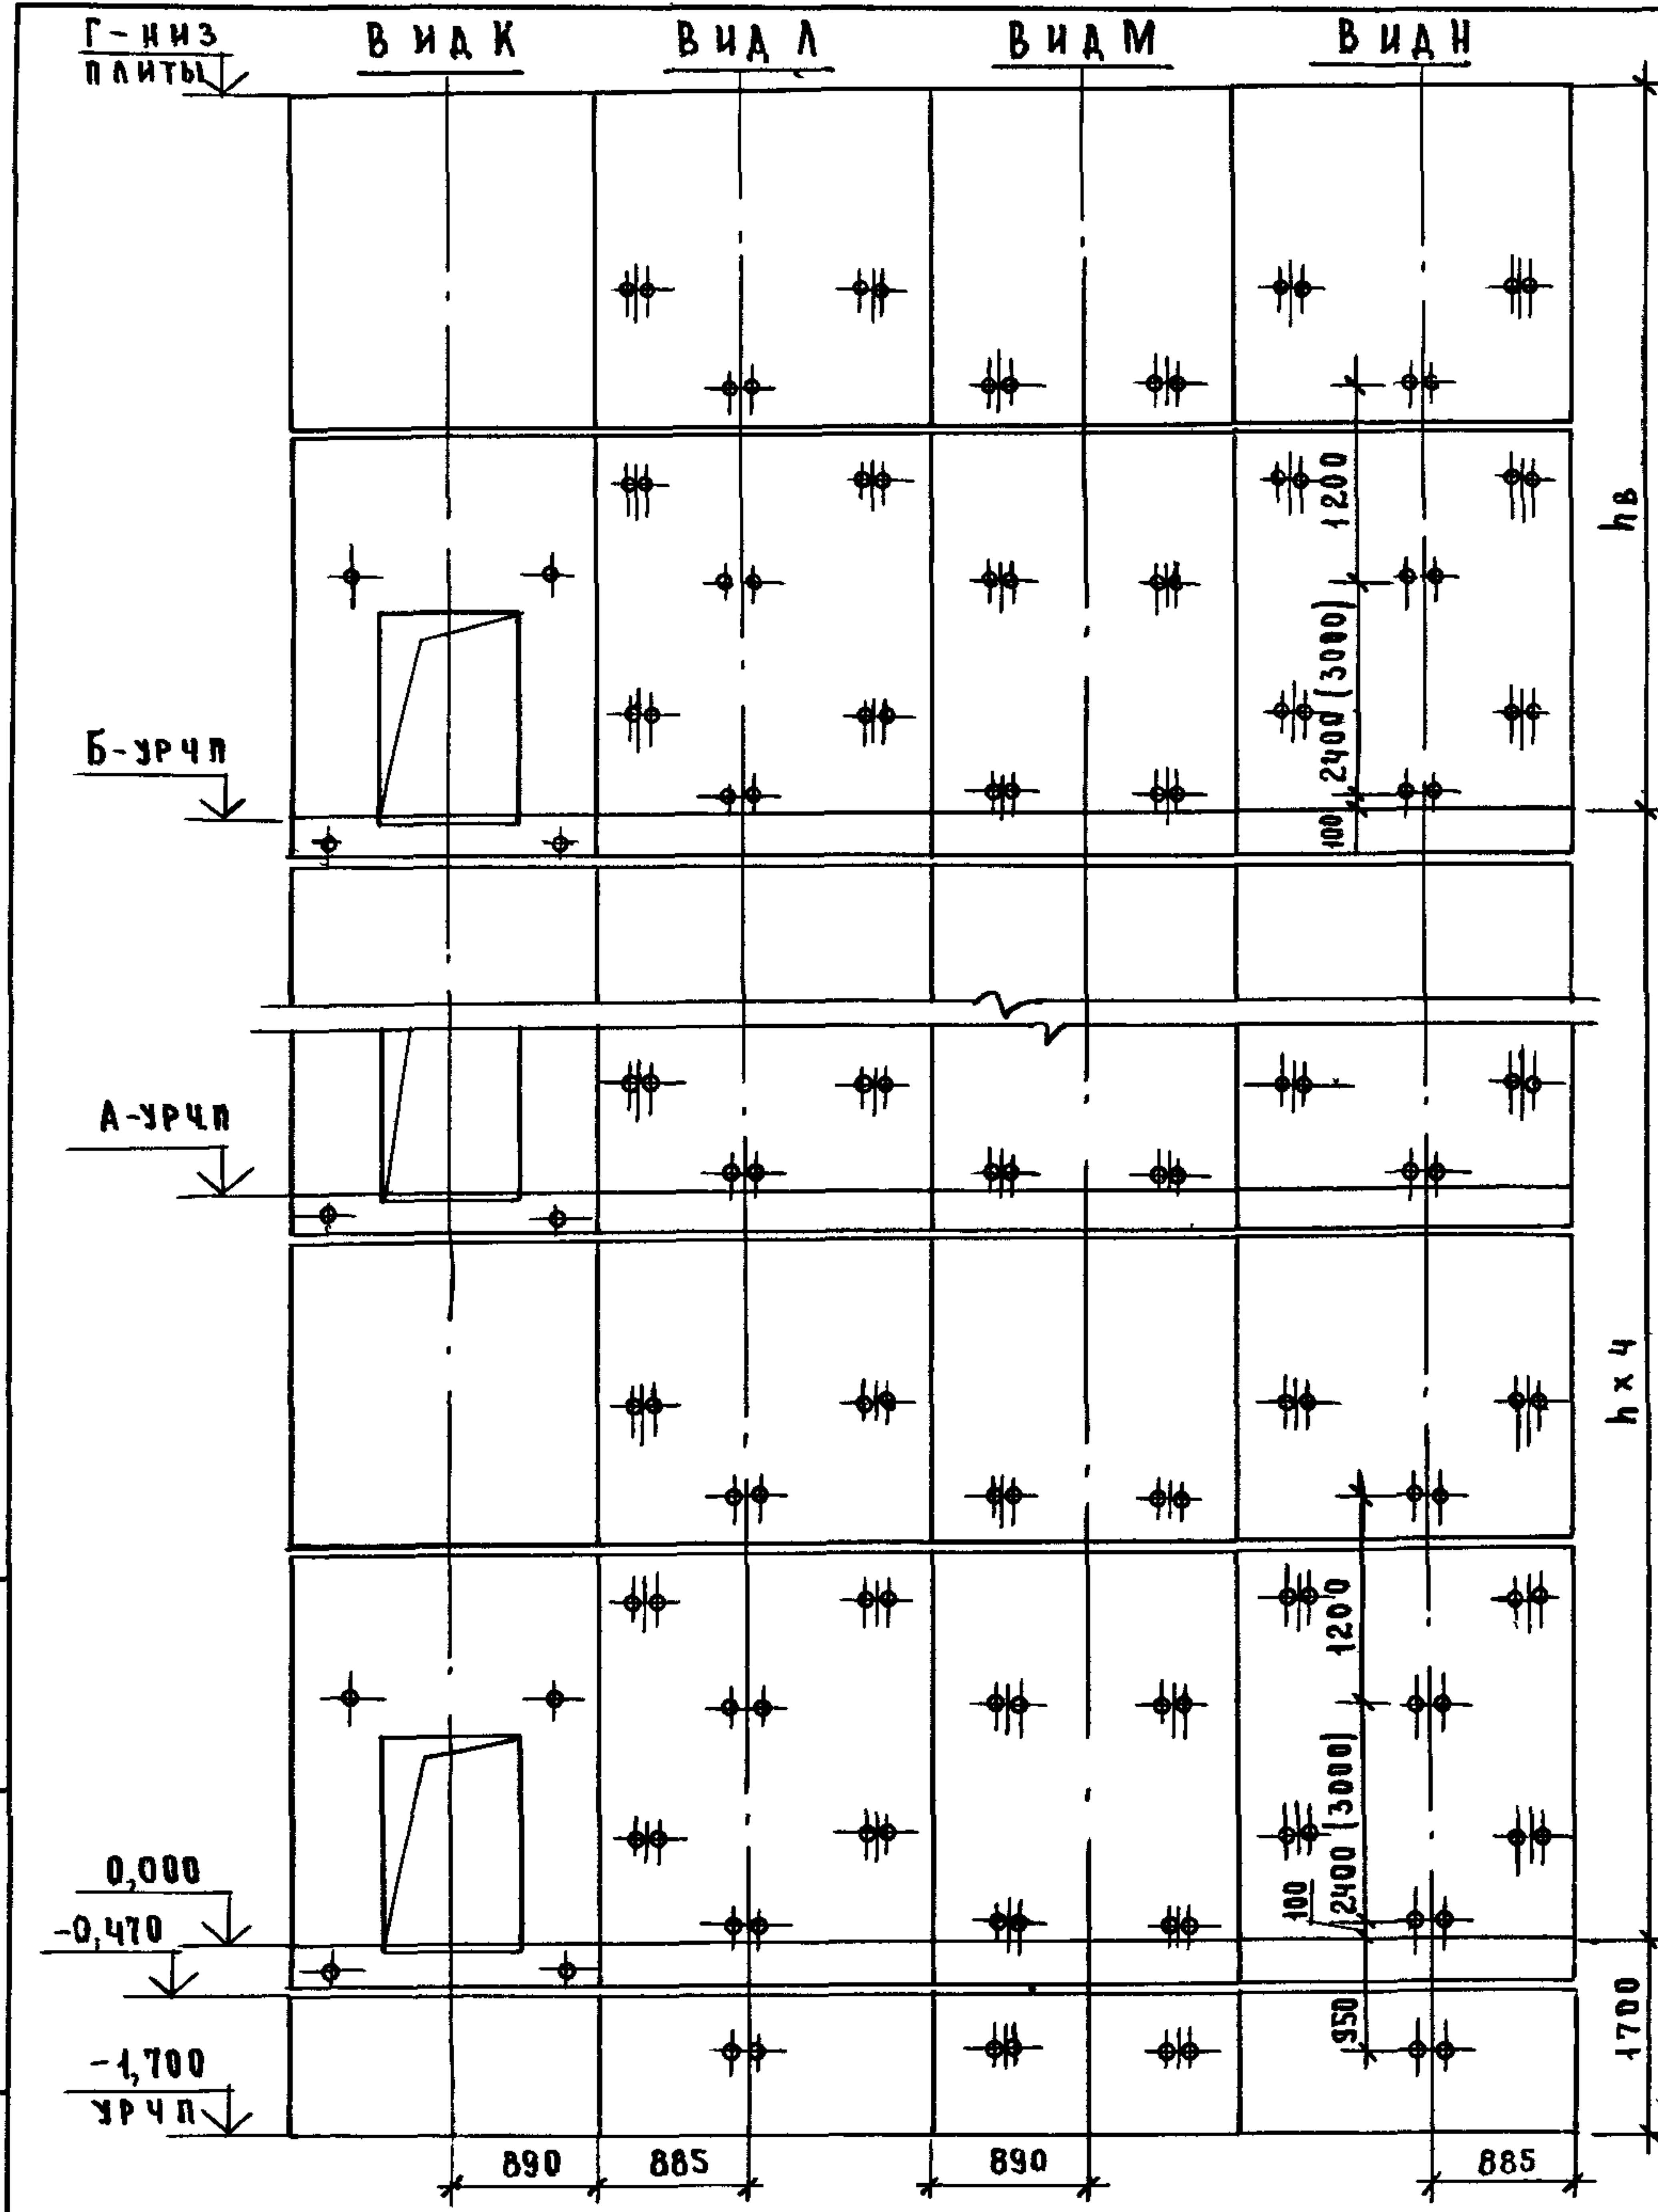 Г-НИЗ
ПЛИТЫ
ВИД К
ВИД Л
ВИД М
ВИД Н
1200
hв
2400 (3000)
Б-УРЧП
100
А-УРЧП
h x 4
1200
2400 (3000)
100
0,000
-0,470
950
1700
-1,700
УРЧП
890
885
890
885